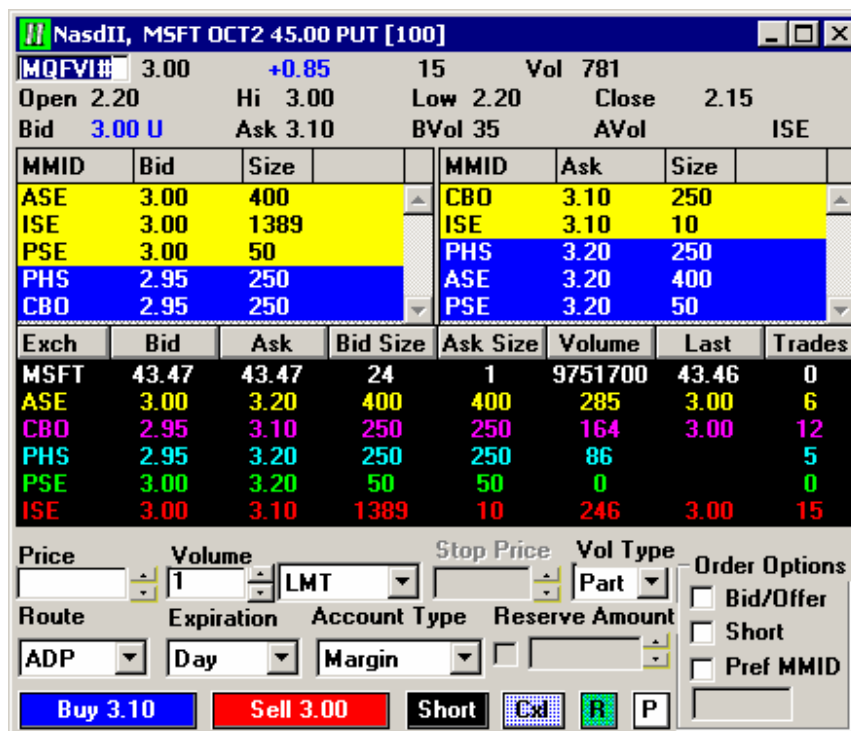 NasdII, MSFT OCT2 45.00 PUT [100]
MQFVI# 3.00 +0.85 15 Vol 781
Open 2.20 Hi 3.00 Low 2.20 Close 2.15
Bid 3.00 U Ask 3.10 BVol 35 AVol ISE
MMID Bid Size MMID Ask Size
ASE 3.00 400 CBO 3.10 250
ISE 3.00 1389 ISE 3.10 10
PSE 3.00 50 PHS 3.20 250
PHS 2.95 250 ASE 3.20 400
CBO 2.95 250 PSE 3.20 50
Exch Bid Ask Bid Size Ask Size Volume Last Trades
MSFT 43.47 43.47 24 1 9751700 43.46 0
ASE 3.00 3.20 400 400 285 3.00 6
CBO 2.95 3.10 250 250 164 3.00 12
PHS 2.95 3.20 250 250 86 5
PSE 3.00 3.20 50 50 0 0
ISE 3.00 3.10 1389 10 246 3.00 15
Price Volume Stop Price Vol Type Order Options
1 LMT Part Bid/Offer
Route Expiration Account Type Reserve Amount Short
ADP Day Margin Pref MMID
Buy 3.10 Sell 3.00 Short Cxl R P